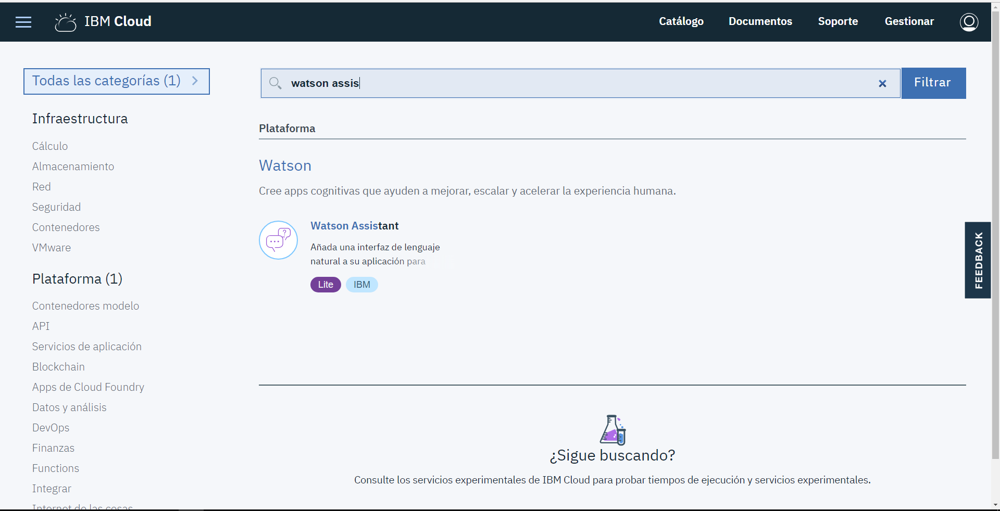 IBM Cloud
Catálogo
Documentos
Soporte
Gestionar
Todas las categorías (1)
Infraestructura
Cálculo
Almacenamiento
Red
Seguridad
Contenedores
VMware
Plataforma (1)
Contenedores modelo
API
Servicios de aplicación
Blockchain
Apps de Cloud Foundry
Datos y análisis
DevOps
Finanzas
Functions
Integrar
Internet de las cosas
watson assis
Filtrar
Plataforma
Watson
Cree apps cognitivas que ayuden a mejorar, escalar y acelerar la experiencia humana.
Watson Assistant
Añada una interfaz de lenguaje
natural a su aplicación para
Lite
IBM
¿Sigue buscando?
Consulte los servicios experimentales de IBM Cloud para probar tiempos de ejecución y servicios experimentales.
FEEDBACK